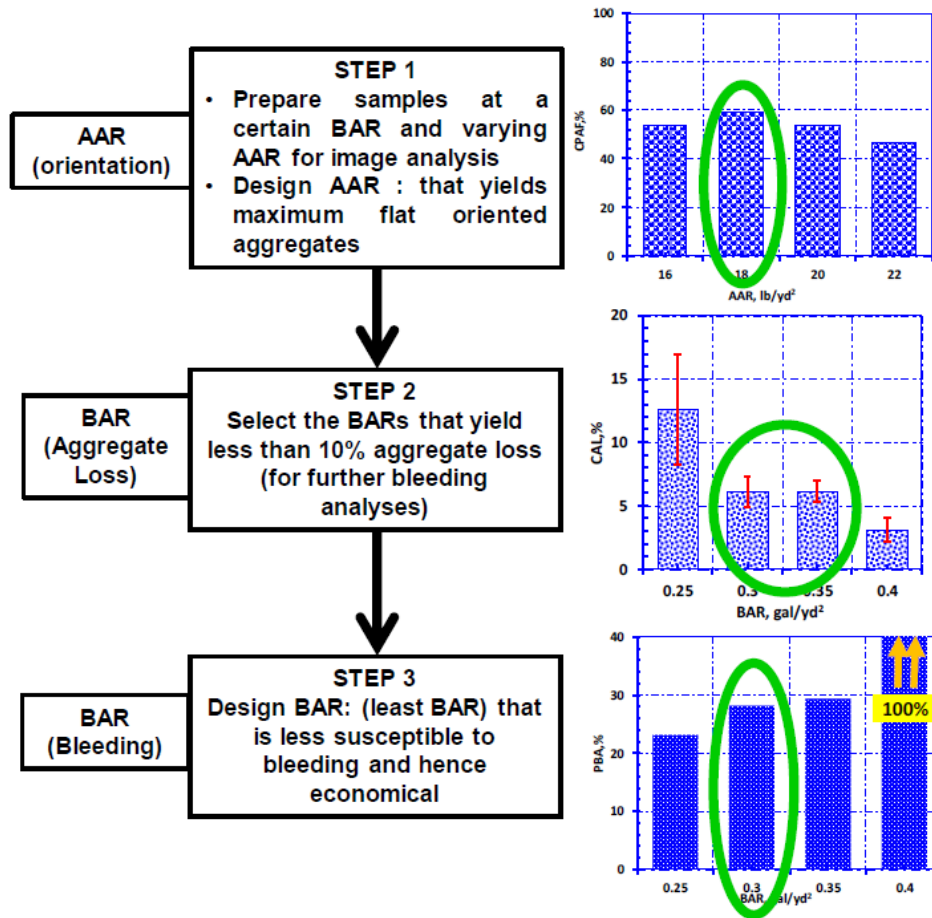 AAR
(orientation)
STEP 1
• Prepare samples at a
certain BAR and varying
AAR for image analysis
• Design AAR : that yields
maximum flat oriented
aggregates
100
80
60
40
20
0
CPAF,%
16 18 20 22
AAR, lb/yd²
BAR
(Aggregate
Loss)
STEP 2
Select the BARs that yield
less than 10% aggregate loss
(for further bleeding
analyses)
20
15
10
5
0
CAL,%
0.25 0.3 0.35 0.4
BAR, gal/yd²
BAR
(Bleeding)
STEP 3
Design BAR: (least BAR) that
is less susceptible to
bleeding and hence
economical
40
30
20
10
0
PBA,%
100%
0.25 0.3 0.35 0.4
BAR, gal/yd²